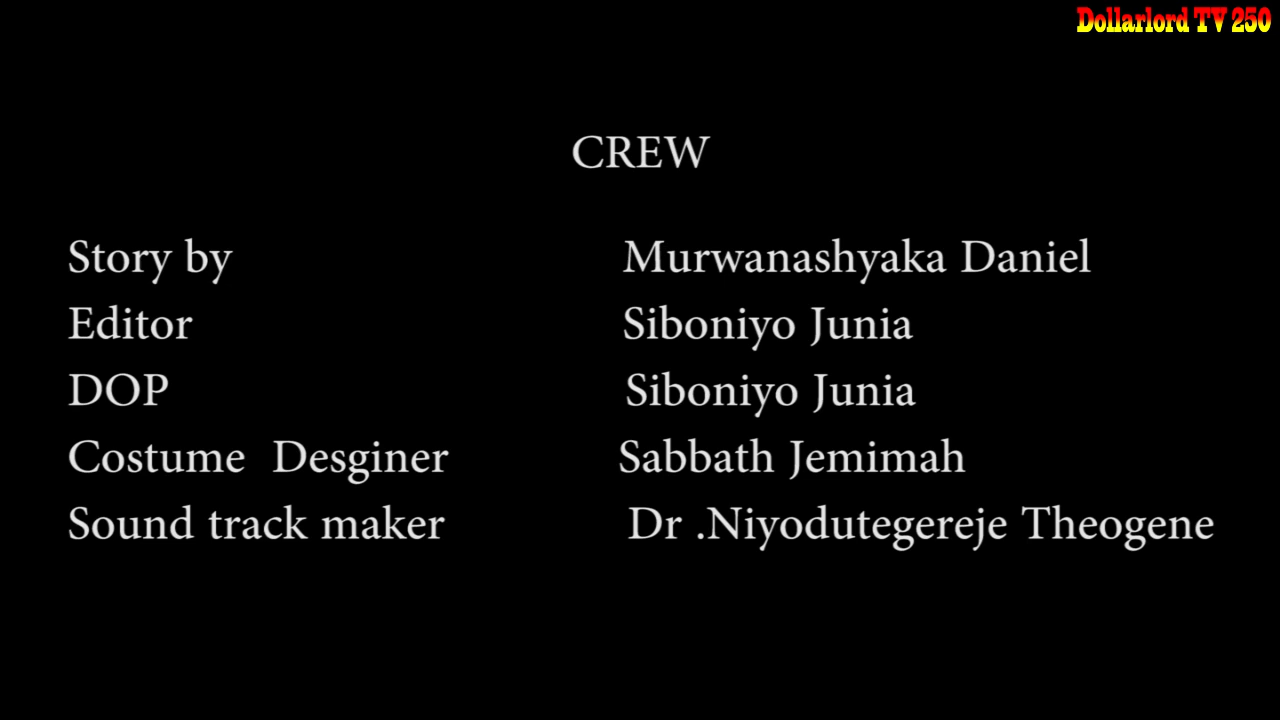 Dollarlord TV 250
CREW
Story by Murwanashyaka Daniel
Editor Siboniyo Junia
DOP Siboniyo Junia
Costume Desginer Sabbath Jemimah
Sound track maker Dr .Niyodutegereje Theogene